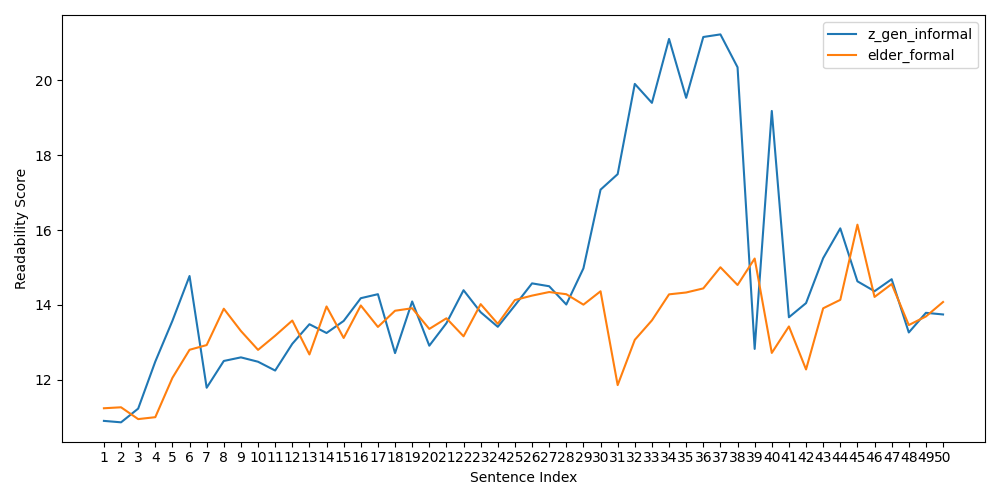 z_gen_informal
elder_formal
Readability Score
20
18
16
14
12
1 2 3 4 5 6 7 8 9 10 11 12 13 14 15 16 17 18 19 20 21 22 23 24 25 26 27 28 29 30 31 32 33 34 35 36 37 38 39 40 41 42 43 44 45 46 47 48 49 50
Sentence Index